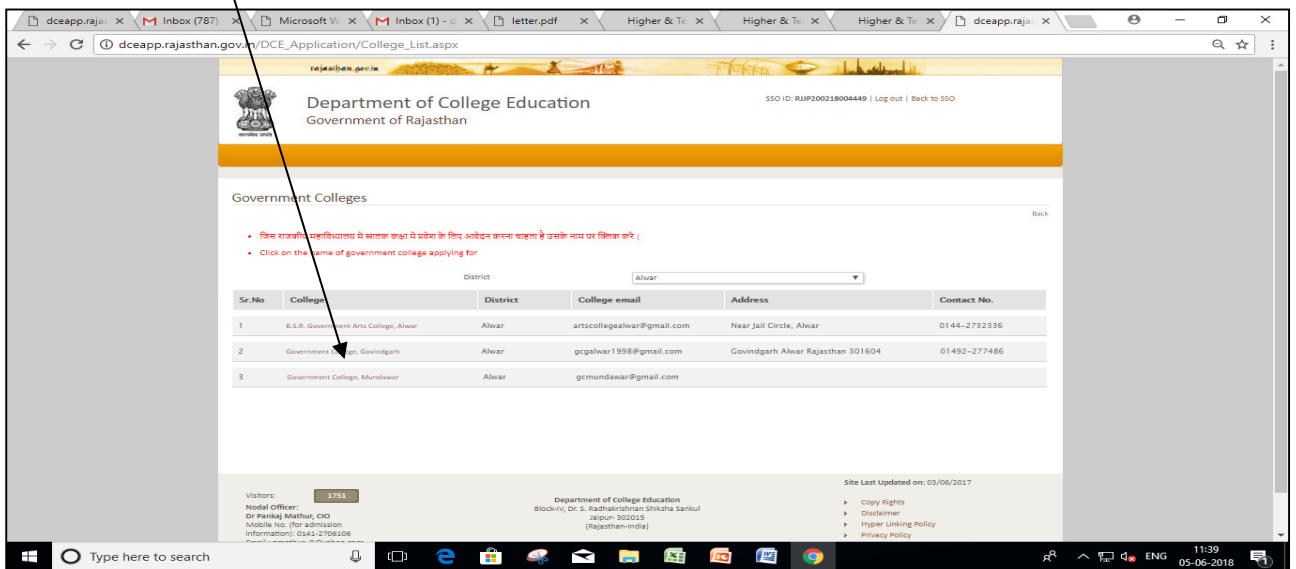 dceapp.raja: Inbox (787) Microsoft W Inbox (1) - d letter.pdf Higher & Te Higher & Te Higher & Te dceapp.raja:
dceapp.rajasthan.gov.in/DCE_Application/College_List.aspx
rajasthan.gov.in
Department of College Education
Government of Rajasthan
SSO ID: RJJP200218004449 | Log out | Back to SSO
Government Colleges
Back
जिस राजकीय महाविद्यालय मे स्नातक कक्षा मे प्रवेश के लिए आवेदन करना चाहता है उसके नाम पर क्लिक करे |
Click on the name of government college applying for
District Alwar
Sr.No College District College email Address Contact No.
1 B.S.R. Government Arts College, Alwar Alwar artscollegealwar@gmail.com Near Jail Circle, Alwar 0144-2732336
2 Government College, Govindgarh Alwar gcgalwar1998@gmail.com Govindgarh Alwar Rajasthan 301604 01492-277486
3 Government College, Mundawar Alwar gcmundawar@gmail.com
Site Last Updated on: 03/06/2017
Visitors: 1751
Nodal Officer:
Dr Pankaj Mathur, CIO
Mobile No. (for admission
information): 0141-2706106
Department of College Education
Block-IV, Dr. S. Radhakrishnan Shiksha Sankul
Jaipur- 302015
(Rajasthan-India)
Copy Rights
Disclaimer
Hyper Linking Policy
Privacy Policy
Type here to search
ENG
11:39
05-06-2018